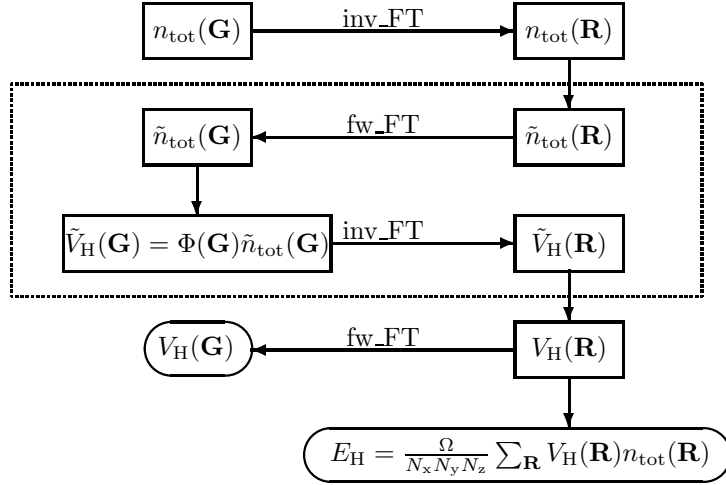 n_tot(G) inv_FT n_tot(R)
ñ_tot(G) fw_FT ñ_tot(R)
Ṽ_H(G) = Φ(G)ñ_tot(G) inv_FT Ṽ_H(R)
V_H(G) fw_FT V_H(R)
E_H = Ω/(N_x N_y N_z) ∑_R V_H(R)n_tot(R)